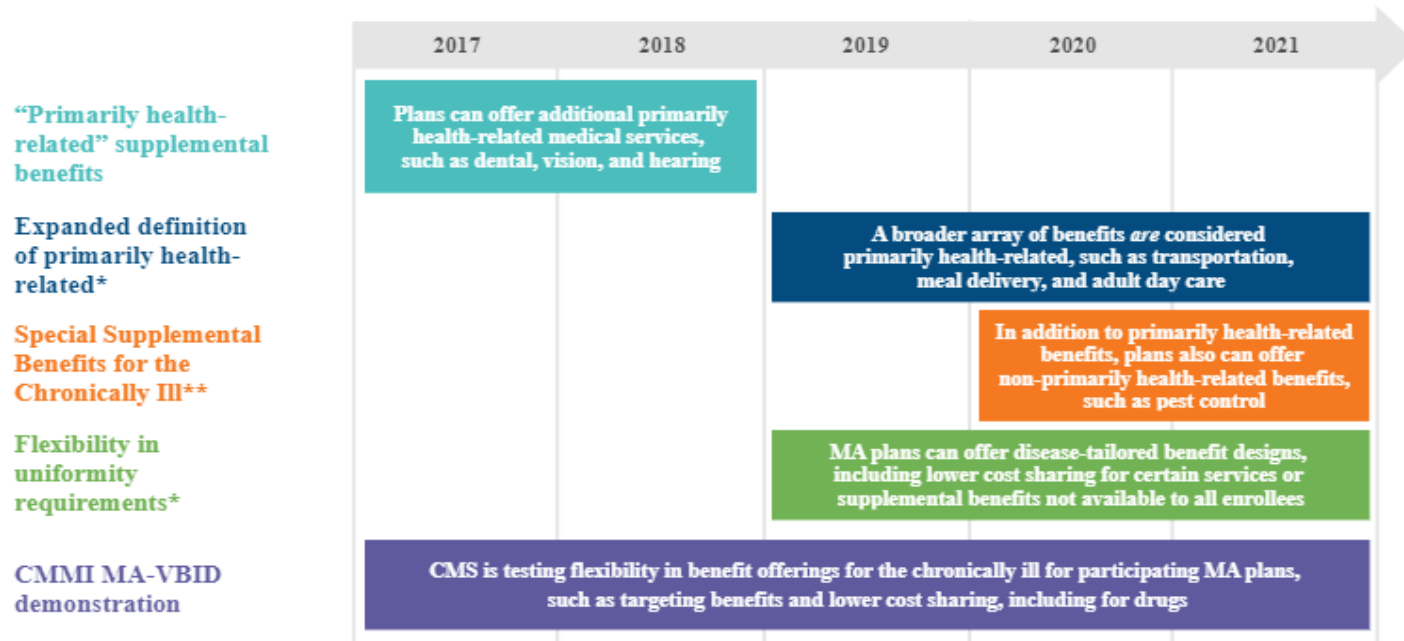 2017 2018 2019 2020 2021
“Primarily health-
related” supplemental
benefits
Plans can offer additional primarily
health-related medical services,
such as dental, vision, and hearing
Expanded definition
of primarily health-
related*
A broader array of benefits are considered
primarily health-related, such as transportation,
meal delivery, and adult day care
Special Supplemental
Benefits for the
Chronically Ill**
In addition to primarily health-related
benefits, plans also can offer
non-primarily health-related benefits,
such as pest control
Flexibility in
uniformity
requirements*
MA plans can offer disease-tailored benefit designs,
including lower cost sharing for certain services or
supplemental benefits not available to all enrollees
CMMI MA-VBID
demonstration
CMS is testing flexibility in benefit offerings for the chronically ill for participating MA plans,
such as targeting benefits and lower cost sharing, including for drugs